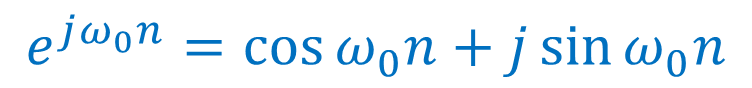 e^{jω₀n} = cos ω₀n + j sin ω₀n